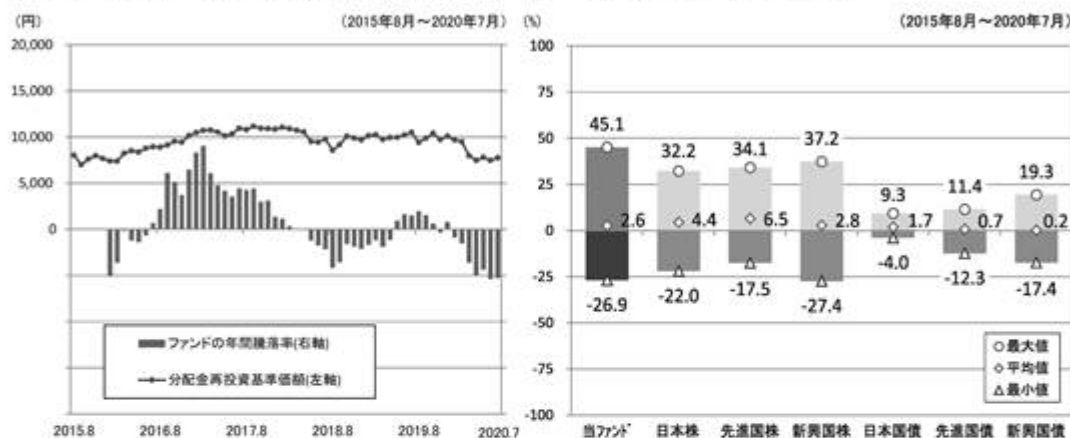 (円)
(2015年8月～2020年7月)
20,000
15,000
10,000
5,000
0
ファンドの年間騰落率(右軸)
分配金再投資基準価額(左軸)
2015.8 2016.8 2017.8 2018.8 2019.8 2020.7
(%)
(2015年8月～2020年7月)
100
75
50
25
0
-25
-50
-75
-100
45.1 32.2 34.1 37.2 9.3 11.4 19.3
2.6 4.4 6.5 2.8 1.7 0.7 0.2
-26.9 -22.0 -17.5 -27.4 -4.0 -12.3 -17.4
○最大値
◇平均値
△最小値
当ファンド 日本株 先進国株 新興国株 日本国債 先進国債 新興国債